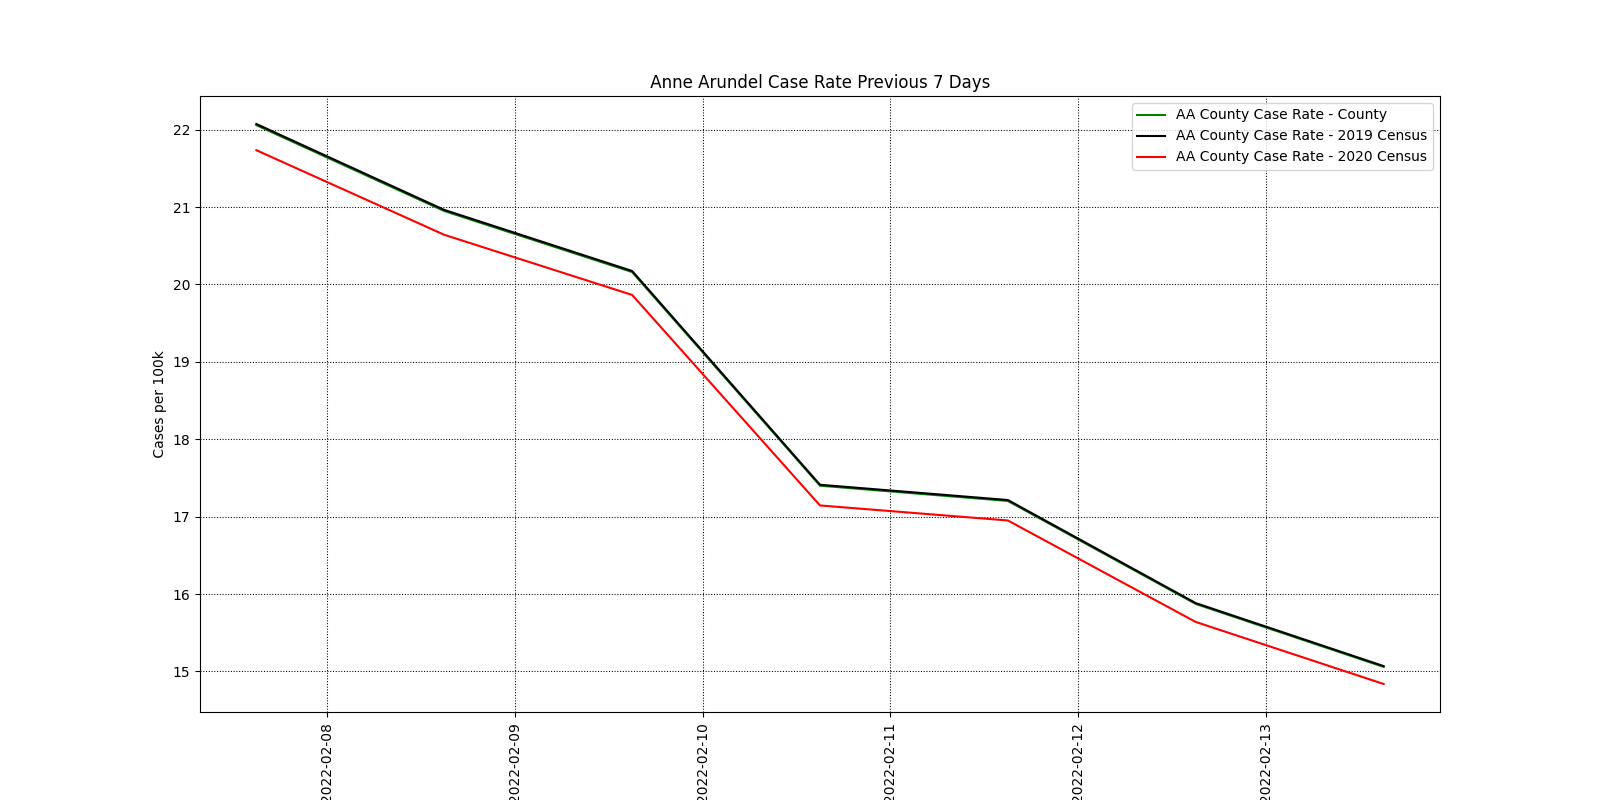 Anne Arundel Case Rate Previous 7 Days
AA County Case Rate - County
AA County Case Rate - 2019 Census
AA County Case Rate - 2020 Census
Cases per 100k
22
21
20
19
18
17
16
15
2022-02-08
2022-02-09
2022-02-10
2022-02-11
2022-02-12
2022-02-13